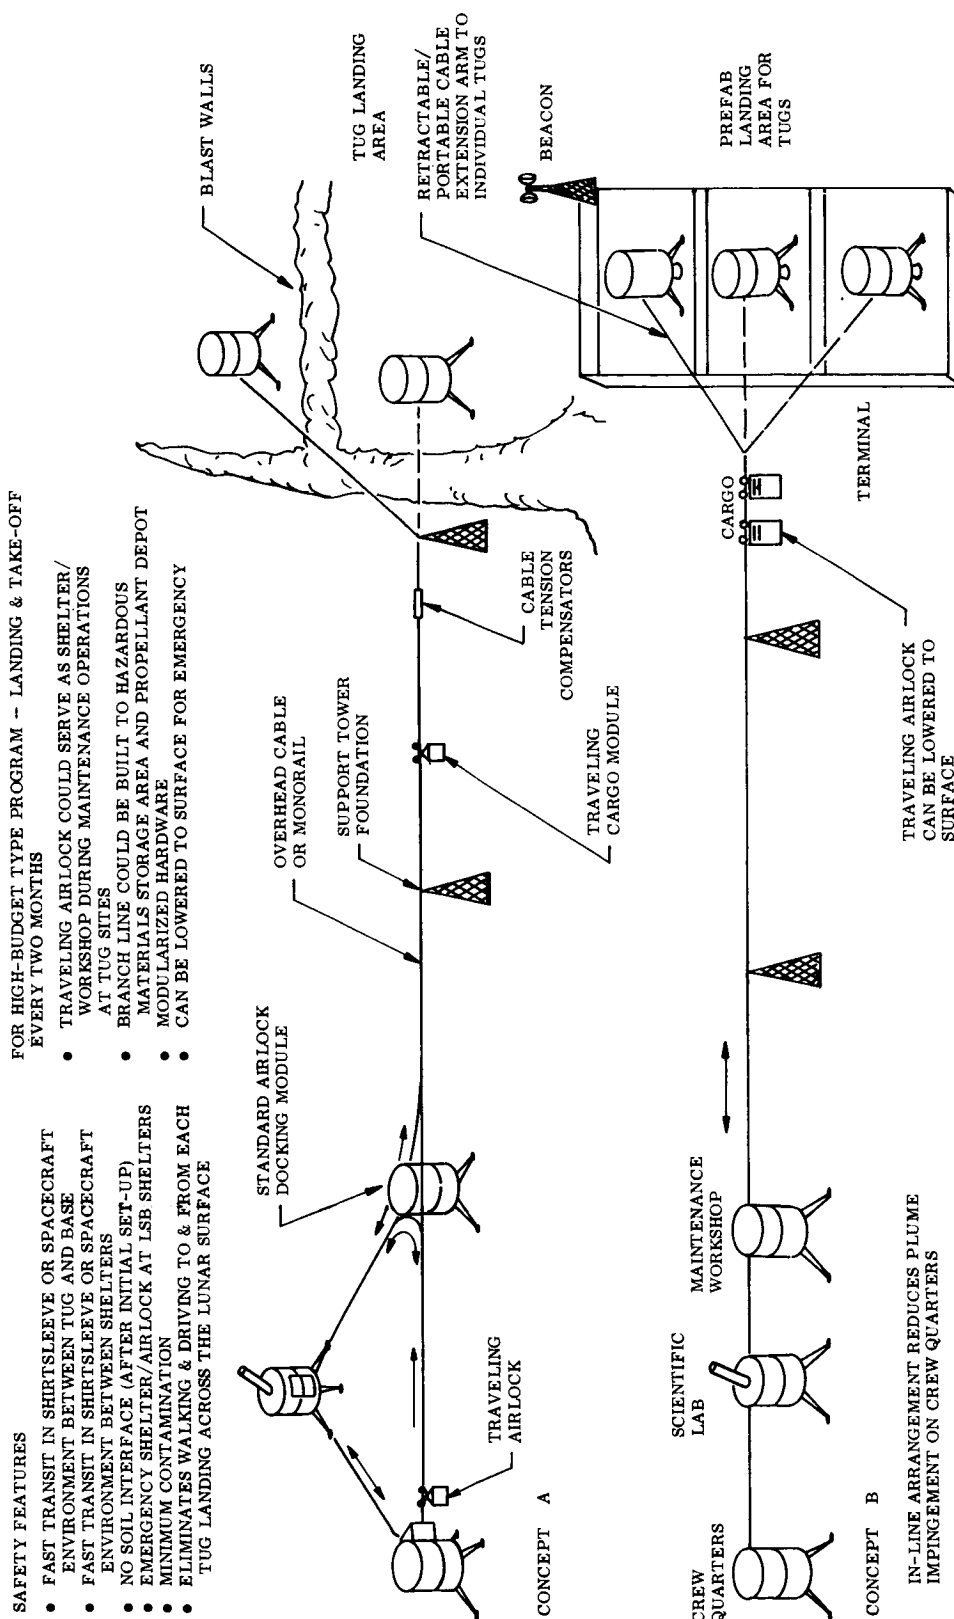 SAFETY FEATURES
• FAST TRANSIT IN SHIRTSLEEVE OR SPACECRAFT
ENVIRONMENT BETWEEN TUG AND BASE
• FAST TRANSIT IN SHIRTSLEEVE OR SPACECRAFT
ENVIRONMENT BETWEEN SHELTERS
• NO SOIL INTERFACE (AFTER INITIAL SET-UP)
• EMERGENCY SHELTER/AIRLOCK AT LSB SHELTERS
• MINIMUM CONTAMINATION
• ELIMINATES WALKING & DRIVING TO & FROM EACH
TUG LANDING ACROSS THE LUNAR SURFACE
FOR HIGH-BUDGET TYPE PROGRAM -- LANDING & TAKE-OFF
EVERY TWO MONTHS
• TRAVELING AIRLOCK COULD SERVE AS SHELTER/
WORKSHOP DURING MAINTENANCE OPERATIONS
AT TUG SITES
• BRANCH LINE COULD BE BUILT TO HAZARDOUS
MATERIALS STORAGE AREA AND PROPELLANT DEPOT
• MODULARIZED HARDWARE
• CAN BE LOWERED TO SURFACE FOR EMERGENCY
BLAST WALLS
STANDARD AIRLOCK
DOCKING MODULE
OVERHEAD CABLE
OR MONORAIL
SUPPORT TOWER
FOUNDATION
TUG LANDING
AREA
RETRACTABLE/
PORTABLE CABLE
EXTENSION ARM TO
INDIVIDUAL TUGS
TRAVELING
AIRLOCK
CONCEPT A
TRAVELING
CARGO MODULE
CABLE
TENSION
COMPENSATORS
BEACON
CREW
QUARTERS
SCIENTIFIC
LAB
MAINTENANCE
WORKSHOP
CARGO
PREFAB
LANDING
AREA FOR
TUGS
TERMINAL
CONCEPT B
TRAVELING AIRLOCK
CAN BE LOWERED TO
SURFACE
IN-LINE ARRANGEMENT REDUCES PLUME
IMPINGEMENT ON CREW QUARTERS